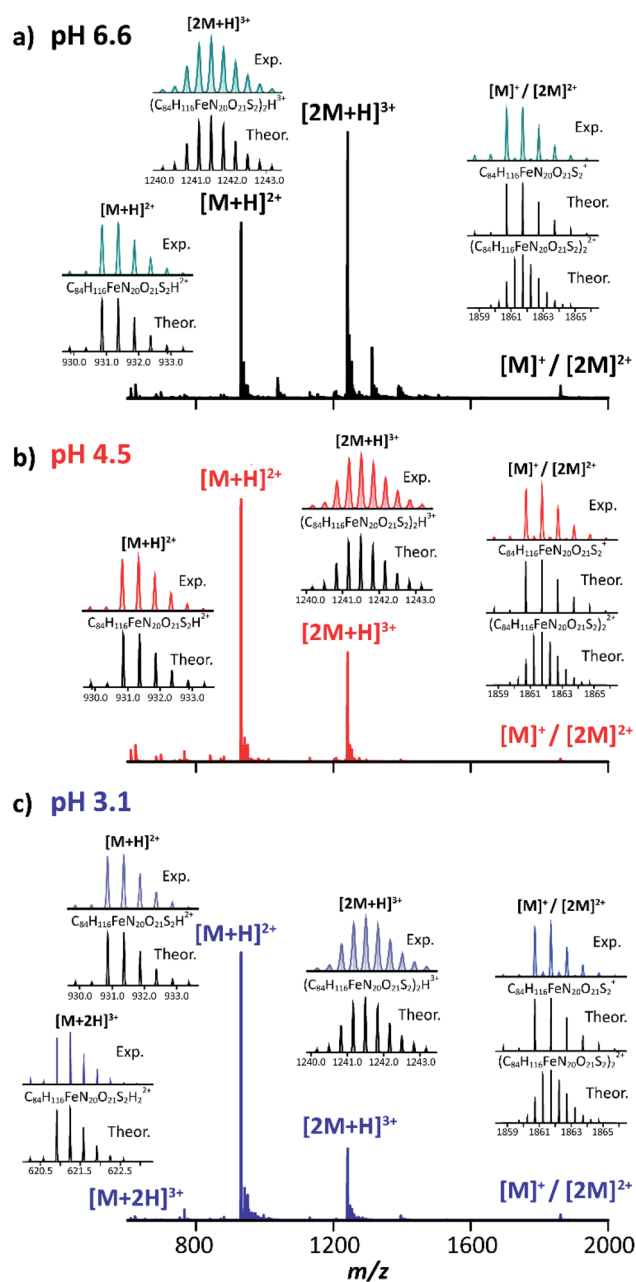 a) pH 6.6
[2M+H]³⁺
Exp.
(C₈₄H₁₁₆FeN₂₀O₂₁S₂)₂H³⁺
Theor.
1240.0 1241.0 1242.0 1243.0
[M+H]²⁺
Exp.
C₈₄H₁₁₆FeN₂₀O₂₁S₂H²⁺
Theor.
930.0 931.0 932.0 933.0
[M+H]²⁺
[2M+H]³⁺
[M]⁺ / [2M]²⁺
Exp.
C₈₄H₁₁₆FeN₂₀O₂₁S₂⁺
Theor.
(C₈₄H₁₁₆FeN₂₀O₂₁S₂)₂²⁺
Theor.
1859 1861 1863 1865
[M]⁺ / [2M]²⁺
b) pH 4.5
[M+H]²⁺
[M+H]²⁺
Exp.
C₈₄H₁₁₆FeN₂₀O₂₁S₂H²⁺
Theor.
930.0 931.0 932.0 933.0
[2M+H]³⁺
Exp.
(C₈₄H₁₁₆FeN₂₀O₂₁S₂)₂H³⁺
Theor.
1240.0 1241.0 1242.0 1243.0
[2M+H]³⁺
[M]⁺ / [2M]²⁺
Exp.
C₈₄H₁₁₆FeN₂₀O₂₁S₂⁺
Theor.
(C₈₄H₁₁₆FeN₂₀O₂₁S₂)₂²⁺
Theor.
1859 1861 1863 1865
[M]⁺ / [2M]²⁺
c) pH 3.1
[M+H]²⁺
Exp.
C₈₄H₁₁₆FeN₂₀O₂₁S₂H²⁺
Theor.
930.0 931.0 932.0 933.0
[M+2H]³⁺
Exp.
C₈₄H₁₁₆FeN₂₀O₂₁S₂H₂²⁺
Theor.
620.5 621.5 622.5
[M+2H]³⁺
[M+H]²⁺
[2M+H]³⁺
Exp.
(C₈₄H₁₁₆FeN₂₀O₂₁S₂)₂H³⁺
Theor.
1240.0 1241.0 1242.0 1243.0
[2M+H]³⁺
[M]⁺ / [2M]²⁺
Exp.
C₈₄H₁₁₆FeN₂₀O₂₁S₂⁺
Theor.
(C₈₄H₁₁₆FeN₂₀O₂₁S₂)₂²⁺
Theor.
1859 1861 1863 1865
[M]⁺ / [2M]²⁺
800 1200 1600 2000
m/z